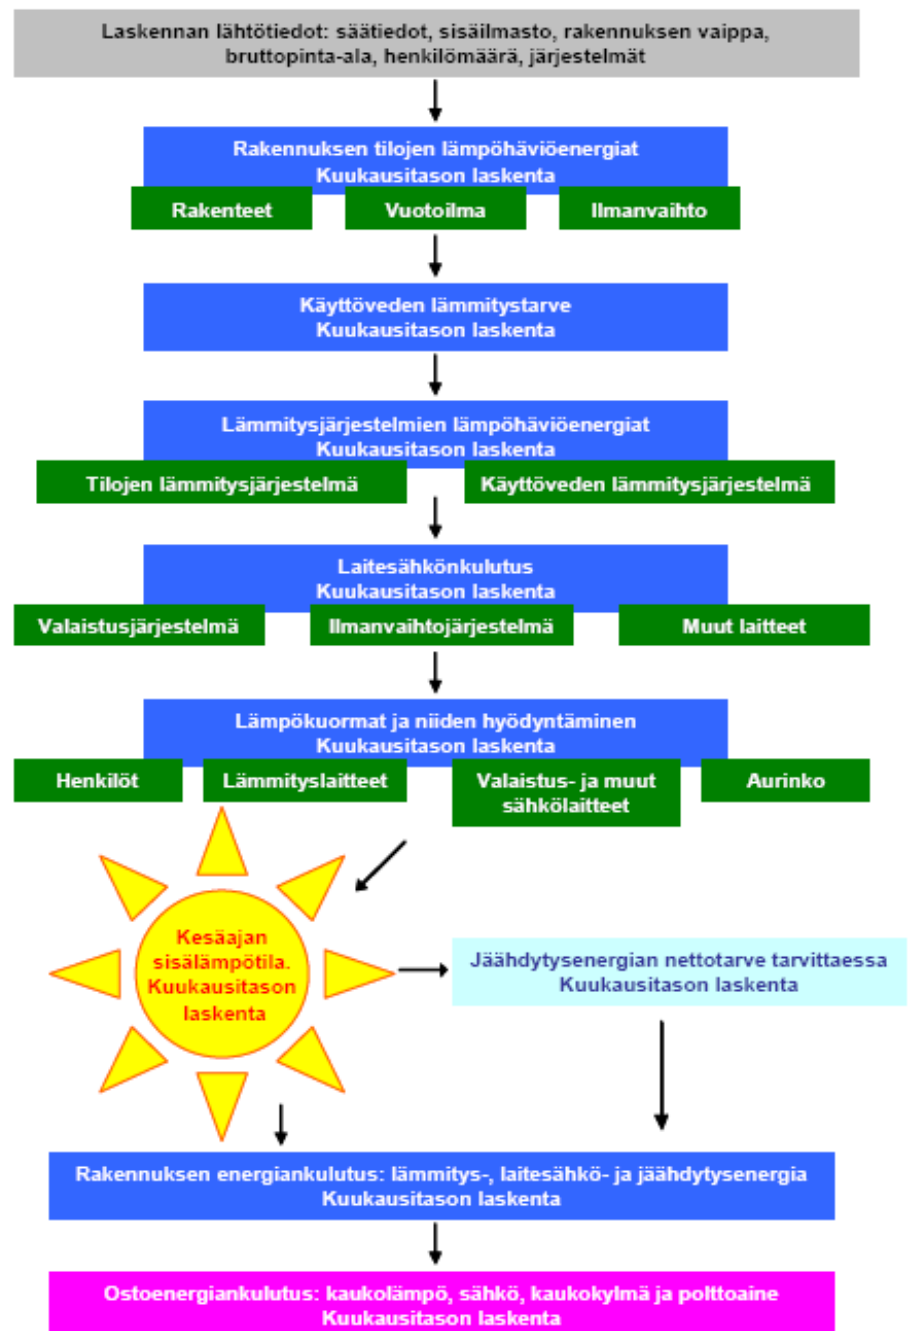 Laskennan lähtötiedot: säätiedot, sisäilmasto, rakennuksen vaippa,
bruttopinta-ala, henkilömäärä, järjestelmät
Rakennuksen tilojen lämpöhäviöenergiat
Kuukausitason laskenta
Rakenteet
Vuotoilma
Ilmanvaihto
Käyttöveden lämmitystarve
Kuukausitason laskenta
Lämmitysjärjestelmien lämpöhäviöenergiat
Kuukausitason laskenta
Tilojen lämmitysjärjestelmä
Käyttöveden lämmitysjärjestelmä
Laitesähkönkulutus
Kuukausitason laskenta
Valaistusjärjestelmä
Ilmanvaihtojärjestelmä
Muut laitteet
Lämpökuormat ja niiden hyödyntäminen
Kuukausitason laskenta
Henkilöt
Lämmityslaitteet
Valaistus- ja muut
sähkölaitteet
Aurinko
Kesäajan
sisälämpötila.
Kuukausitason
laskenta
Jäähdytysenergian nettotarve tarvittaessa
Kuukausitason laskenta
Rakennuksen energiankulutus: lämmitys-, laitesähkö- ja jäähdytysenergia
Kuukausitason laskenta
Ostoenergiankulutus: kaukolämpö, sähkö, kaukokylmä ja polttoaine
Kuukausitason laskenta